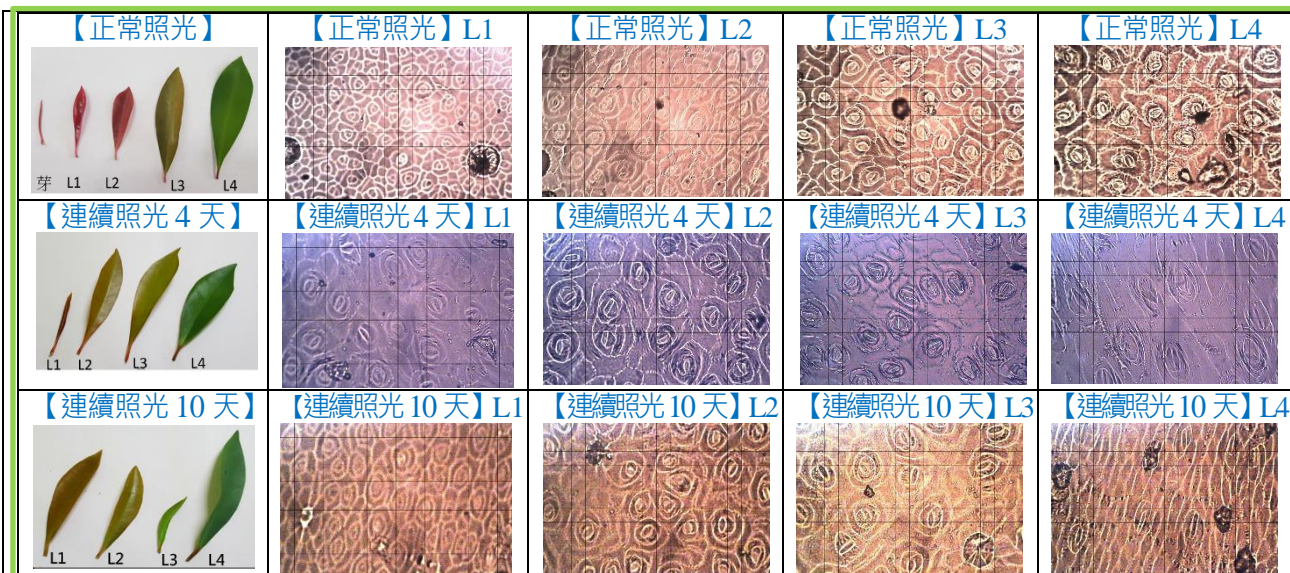 【正常照光】
【正常照光】L1
【正常照光】L2
【正常照光】L3
【正常照光】L4
芽 L1 L2 L3 L4
【連續照光 4 天】
【連續照光 4 天】L1
【連續照光 4 天】L2
【連續照光 4 天】L3
【連續照光 4 天】L4
L1 L2 L3 L4
【連續照光 10 天】
【連續照光 10 天】L1
【連續照光 10 天】L2
【連續照光 10 天】L3
【連續照光 10 天】L4
L1 L2 L3 L4